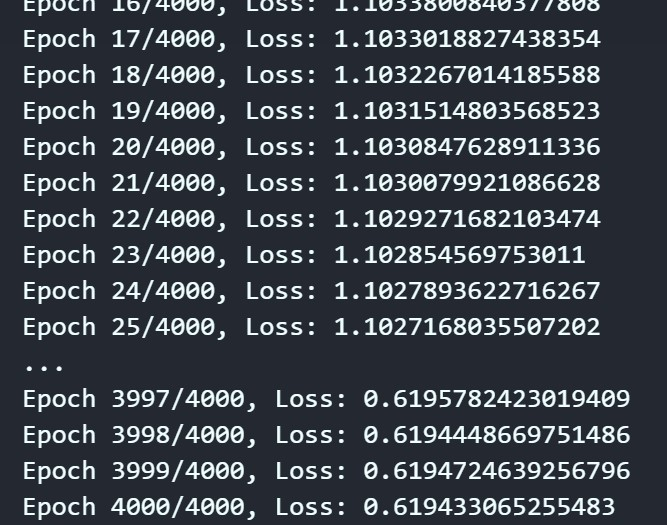 Epoch 16/4000, Loss: 1.1033800840377808
Epoch 17/4000, Loss: 1.1033018827438354
Epoch 18/4000, Loss: 1.1032267014185588
Epoch 19/4000, Loss: 1.1031514803568523
Epoch 20/4000, Loss: 1.1030847628911336
Epoch 21/4000, Loss: 1.1030079921086628
Epoch 22/4000, Loss: 1.1029271682103474
Epoch 23/4000, Loss: 1.102854569753011
Epoch 24/4000, Loss: 1.1027893622716267
Epoch 25/4000, Loss: 1.1027168035507202
...
Epoch 3997/4000, Loss: 0.6195782423019409
Epoch 3998/4000, Loss: 0.6194448669751486
Epoch 3999/4000, Loss: 0.6194724639256796
Epoch 4000/4000, Loss: 0.619433065255483